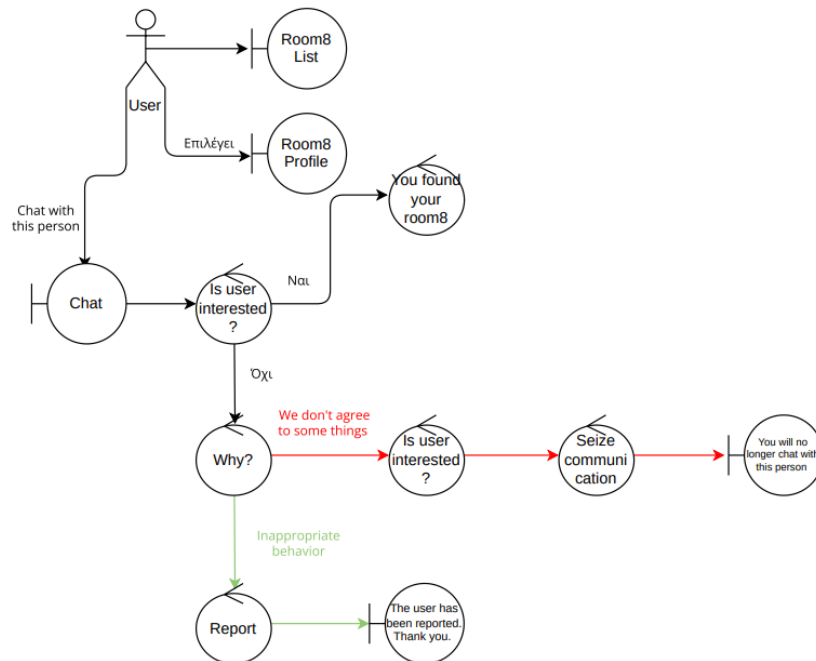 Room8
List
User
Επιλέγει
Room8
Profile
You found
your
room8
Chat with
this person
Chat
Is user
interested
?
Ναι
Όχι
We don't agree
to some things
Why?
Is user
interested
?
Seize
communi
cation
You will no
longer chat with
this person
Inappropriate
behavior
Report
The user has
been reported.
Thank you.